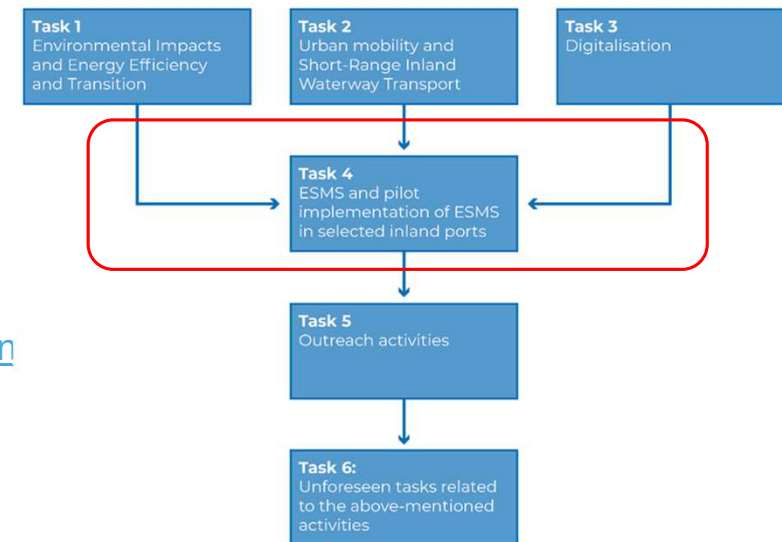 Task 1
Environmental Impacts
and Energy Efficiency
and Transition
Task 2
Urban mobility and
Short-Range Inland
Waterway Transport
Task 3
Digitalisation
Task 4
ESMS and pilot
implementation of ESMS
in selected inland ports
Task 5
Outreach activities
Task 6:
Unforeseen tasks related
to the above-mentioned
activities